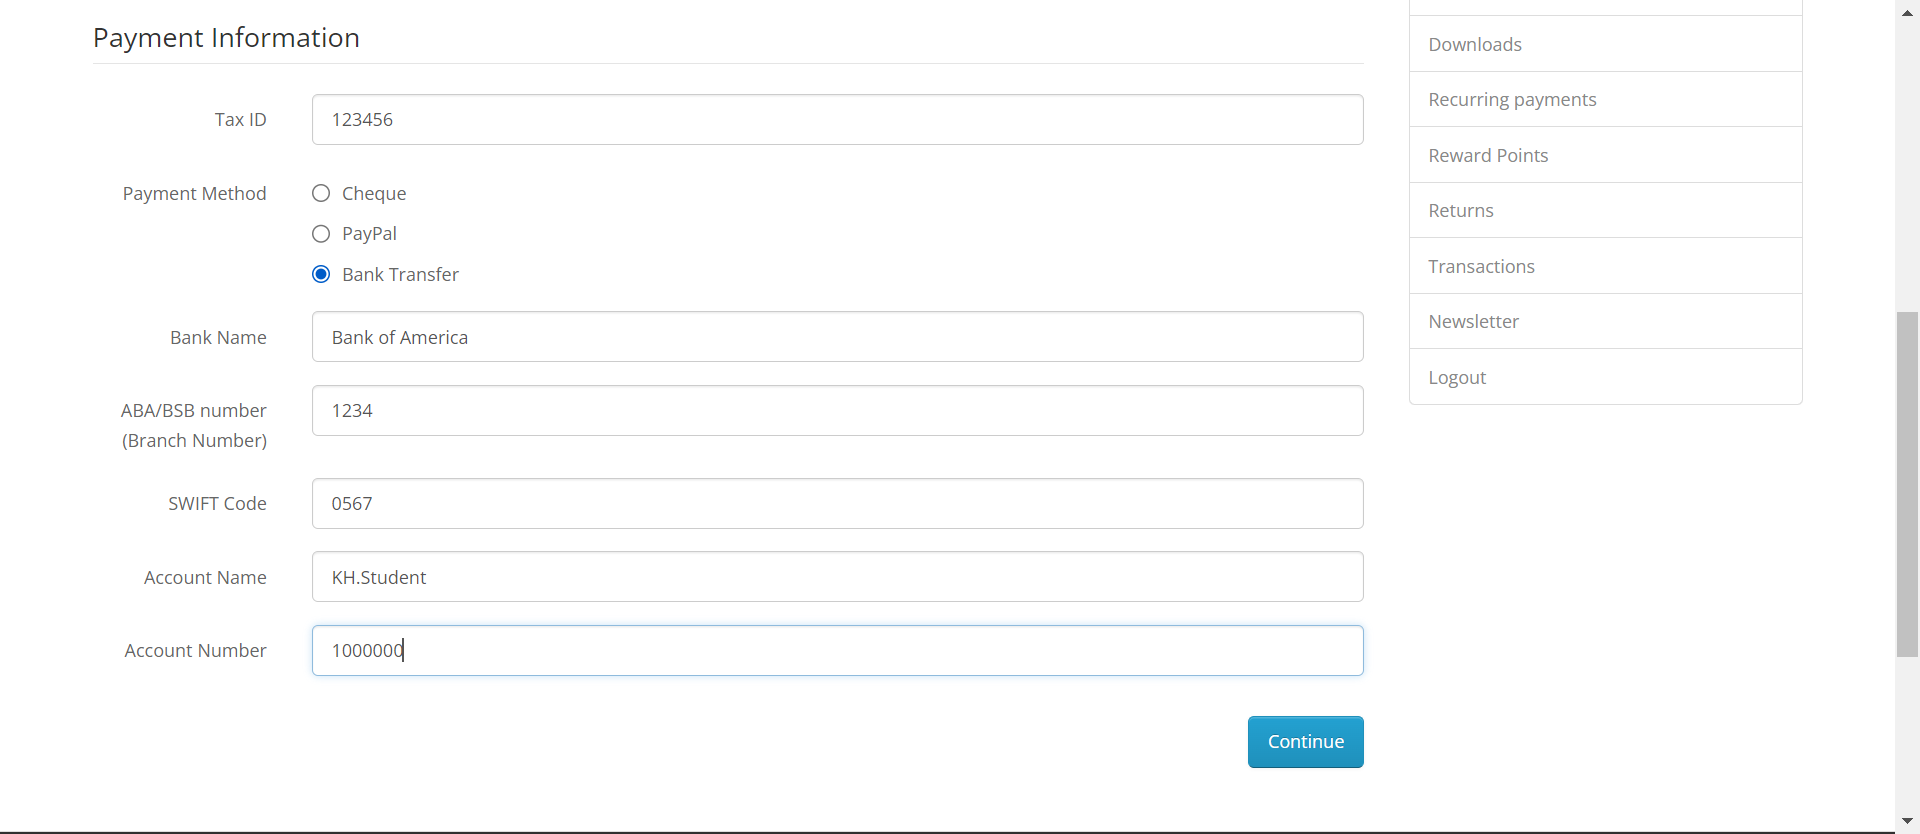 Payment Information
Tax ID
123456
Payment Method
Cheque
PayPal
Bank Transfer
Bank Name
Bank of America
ABA/BSB number
(Branch Number)
1234
SWIFT Code
0567
Account Name
KH.Student
Account Number
1000000
Continue
Downloads
Recurring payments
Reward Points
Returns
Transactions
Newsletter
Logout